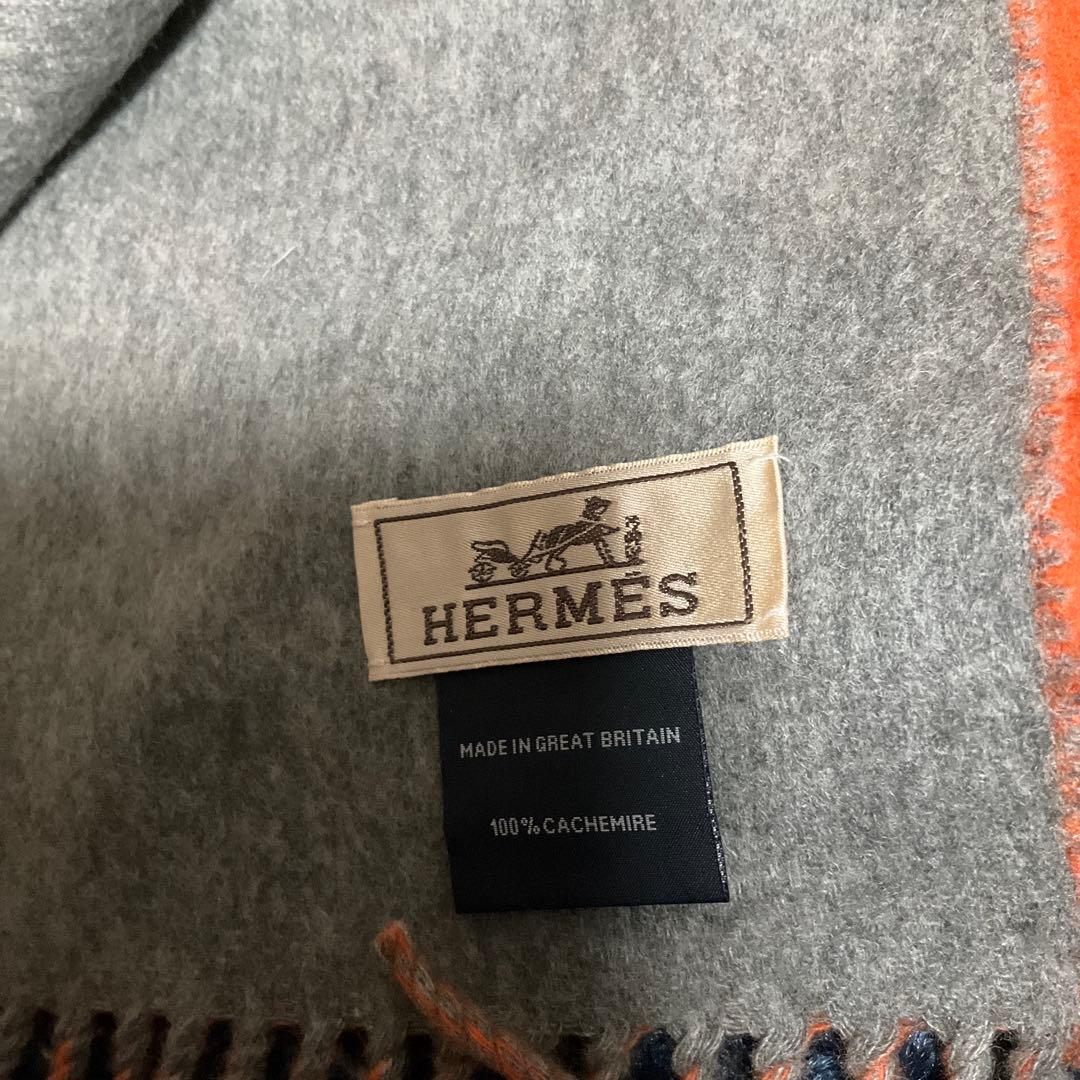 HERMÈS
MADE IN GREAT BRITAIN
100% CACHEMIRE